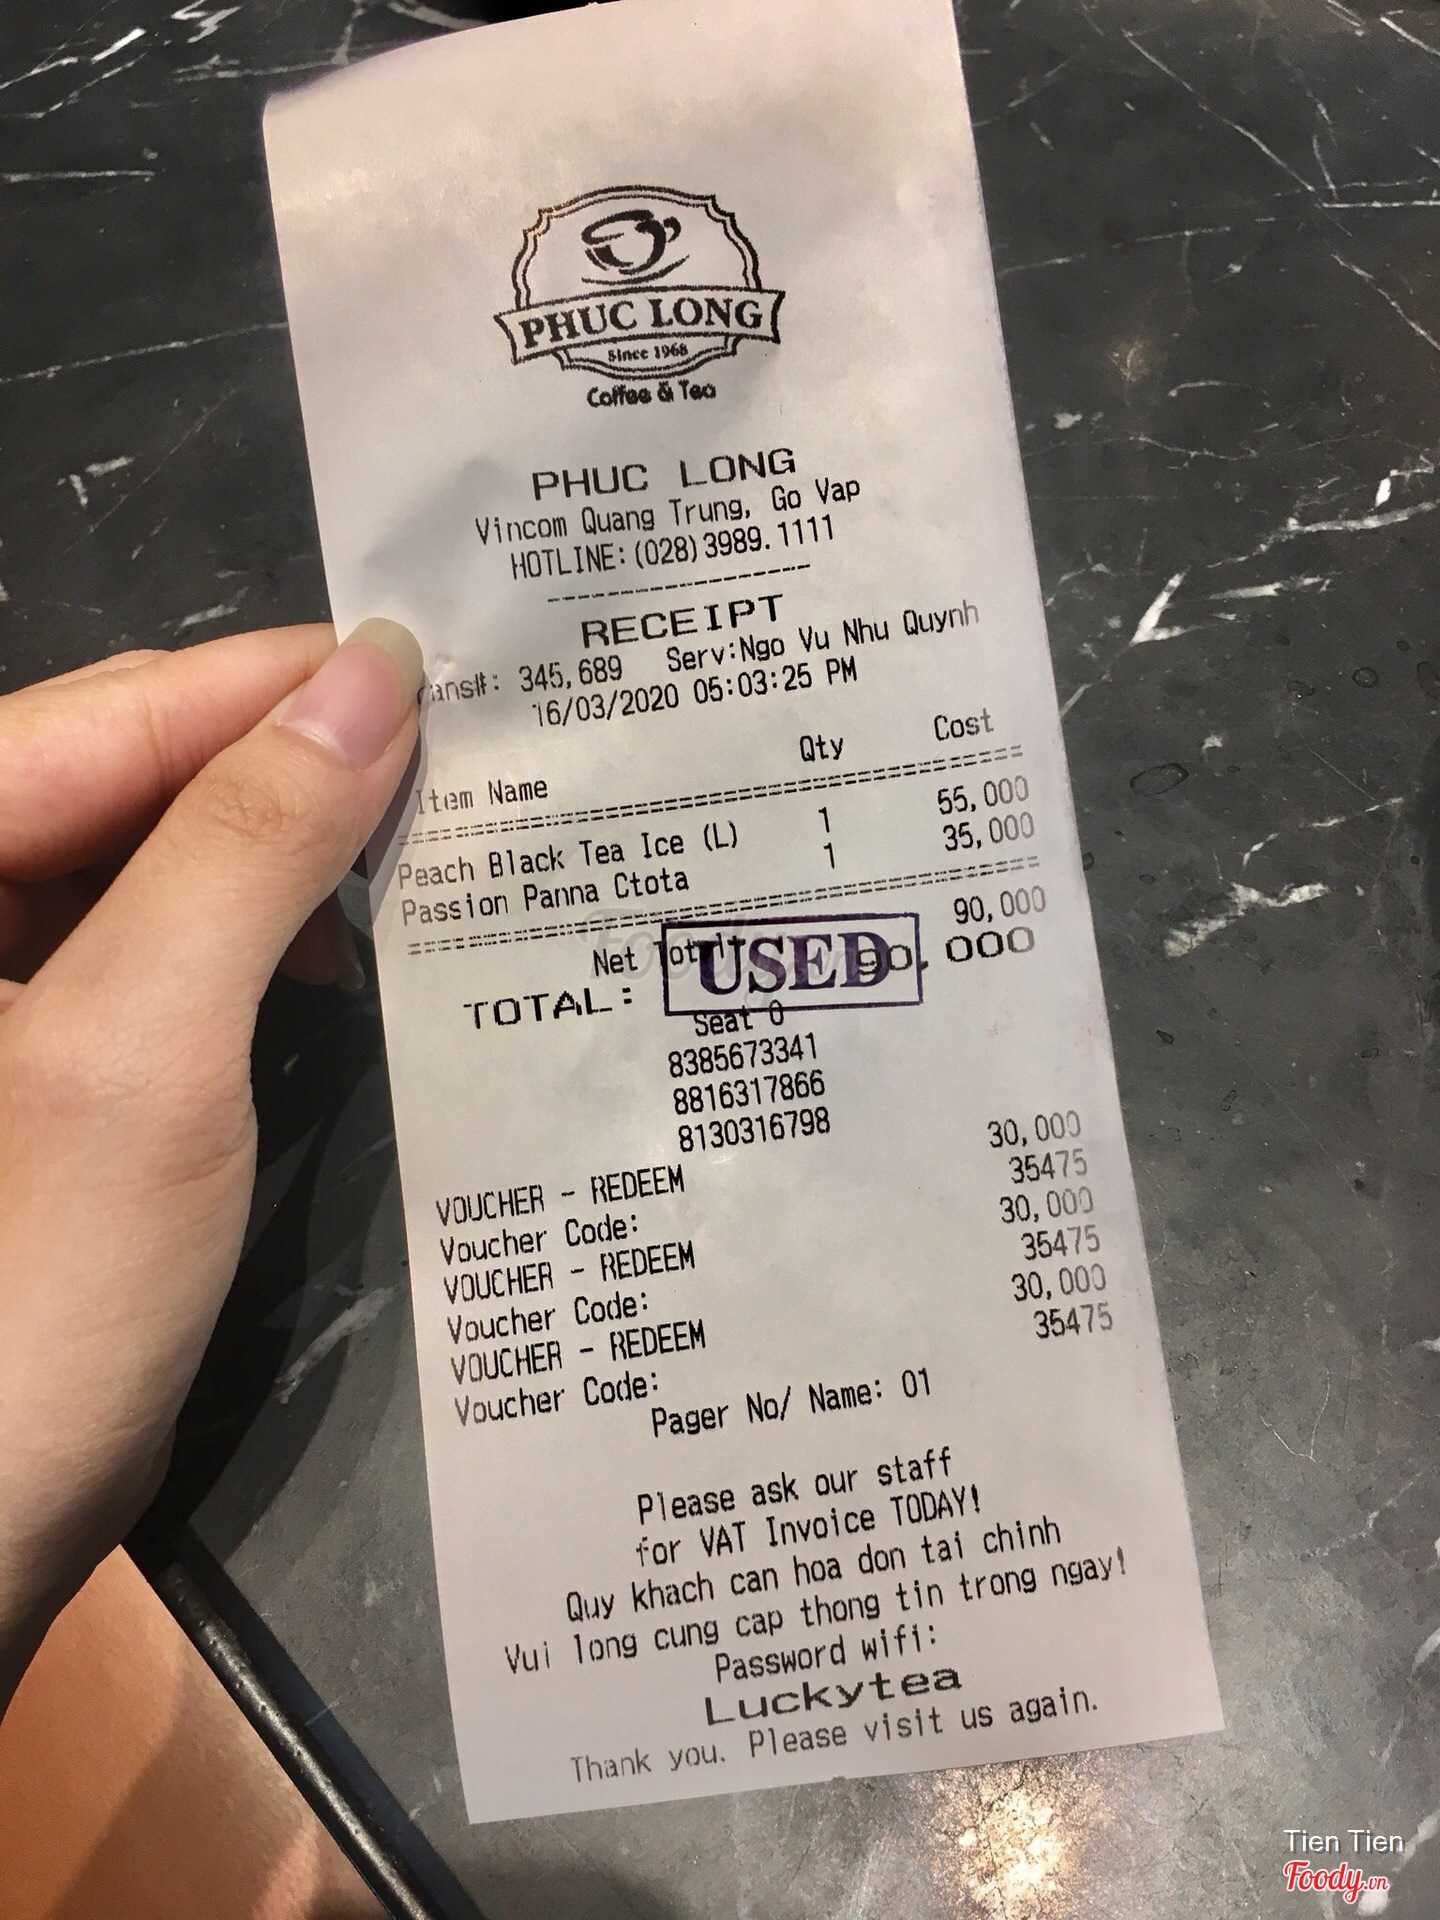 PHUC LONG
Since 1968
Coffee & Tea
PHUC LONG
Vincom Quang Trung, Go Vap
HOTLINE:(028)3989.1111
RECEIPT
rans#: 345,689 Serv:Ngo Vu Nhu Quynh
16/03/2020 05:03:25 PM
Item Name Qty Cost
Peach Black Tea Ice (L) 1 55,000
Passion Panna Ctota 1 35,000
Net Total: 90,000
USED
TOTAL: 90,000
Seat 0
8385673341
8816317866
8130316798
VOUCHER - REDEEM 30,000
Voucher Code: 35475
VOUCHER - REDEEM 30,000
Voucher Code: 35475
VOUCHER - REDEEM 30,000
Voucher Code: 35475
Pager No/ Name: 01
Please ask our staff
for VAT Invoice TODAY!
Quy khach can hoa don tai chinh
Vui long cung cap thong tin trong ngay!
Password wifi:
Luckytea
Thank you. Please visit us again.
Tien Tien
Foody.vn